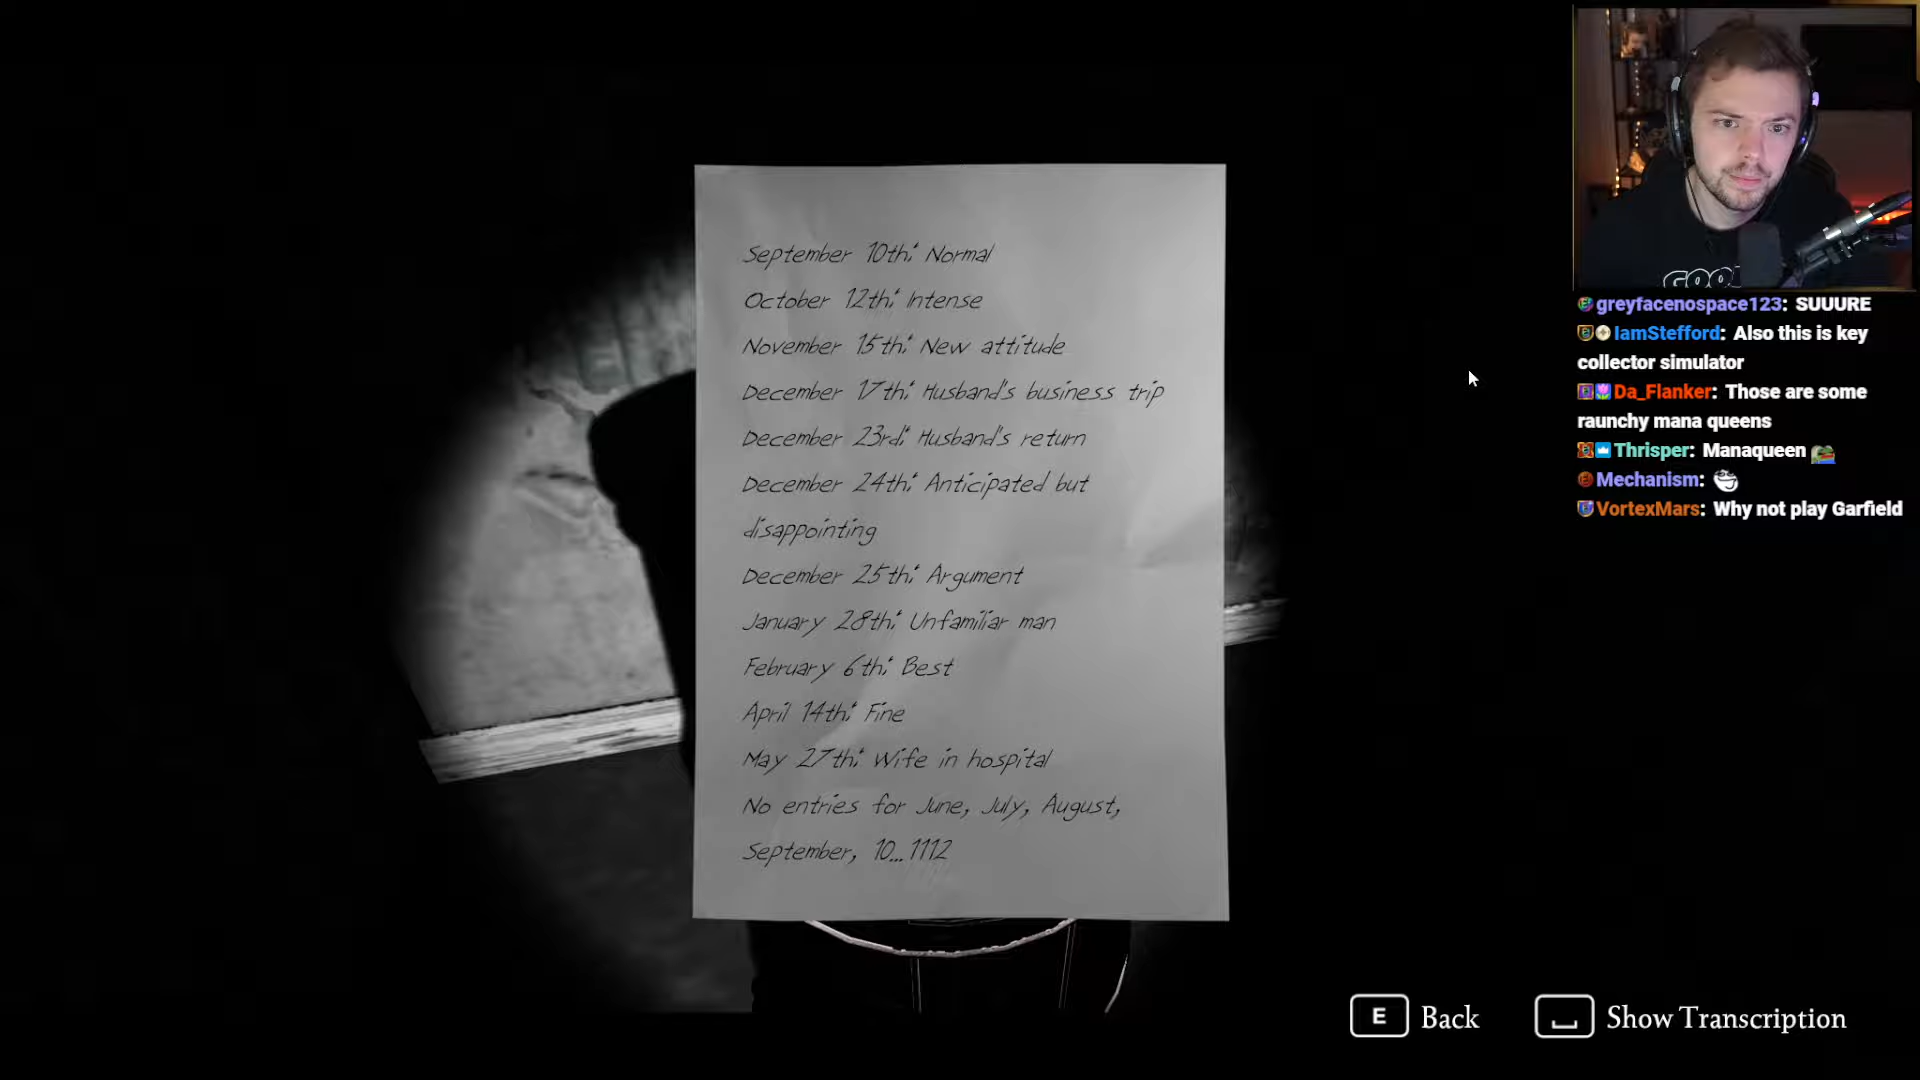 September 10th: Normal
October 12th: Intense
November 15th: New attitude
December 17th: Husband's business trip
December 23rd: Husband's return
December 24th: Anticipated but
disappointing
December 25th: Argument
January 28th: Unfamiliar man
February 6th: Best
April 14th: Fine
May 27th: Wife in hospital
No entries for June, July, August,
September, 10...1112
greyfacenospace123: SUUURE
IamStefford: Also this is key
collector simulator
Da_Flanker: Those are some
raunchy mana queens
Thrisper: Manaqueen
Mechanism:
VortexMars: Why not play Garfield
E Back
Show Transcription